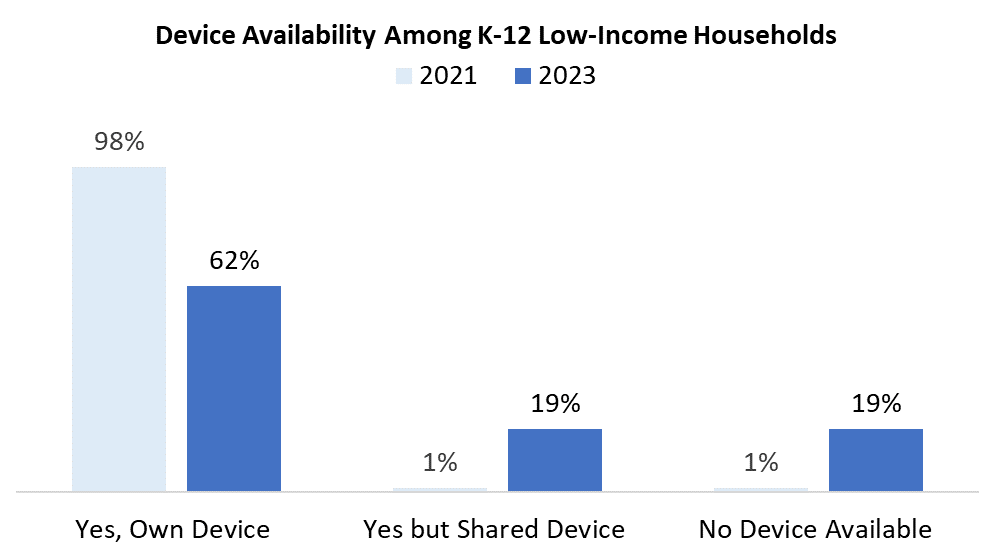 Device Availability Among K-12 Low-Income Households
2021 2023
98%
62%
19% 19%
1% 1%
Yes, Own Device Yes but Shared Device No Device Available